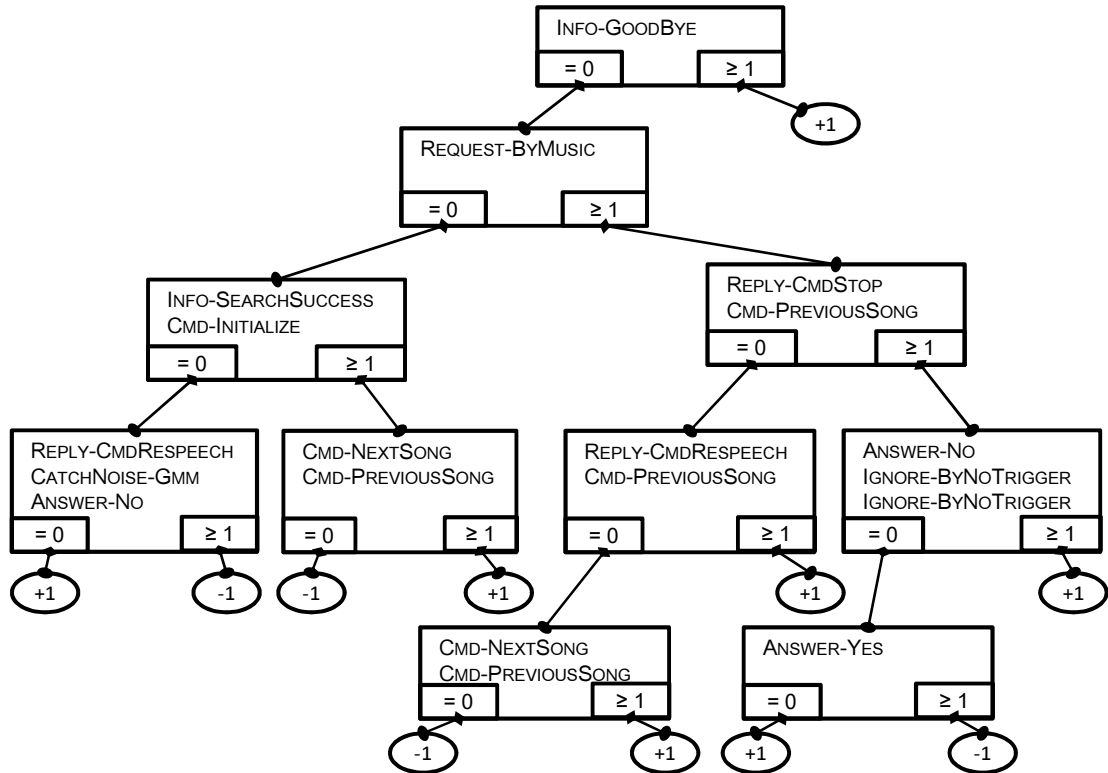 INFO-GOODBYE
= 0
≥ 1
+1
REQUEST-BYMUSIC
= 0
≥ 1
INFO-SEARCHSUCCESS
CMD-INITIALIZE
= 0
≥ 1
REPLY-CMDSTOP
CMD-PREVIOUSSONG
= 0
≥ 1
REPLY-CMDRESPEECH
CATCHNOISE-GMM
ANSWER-NO
= 0
≥ 1
CMD-NEXTSONG
CMD-PREVIOUSSONG
= 0
≥ 1
REPLY-CMDRESPEECH
CMD-PREVIOUSSONG
= 0
≥ 1
ANSWER-NO
IGNORE-BYNOTRIGGER
IGNORE-BYNOTRIGGER
= 0
≥ 1
+1
-1
-1
+1
+1
+1
CMD-NEXTSONG
CMD-PREVIOUSSONG
= 0
≥ 1
ANSWER-YES
= 0
≥ 1
-1
+1
+1
-1